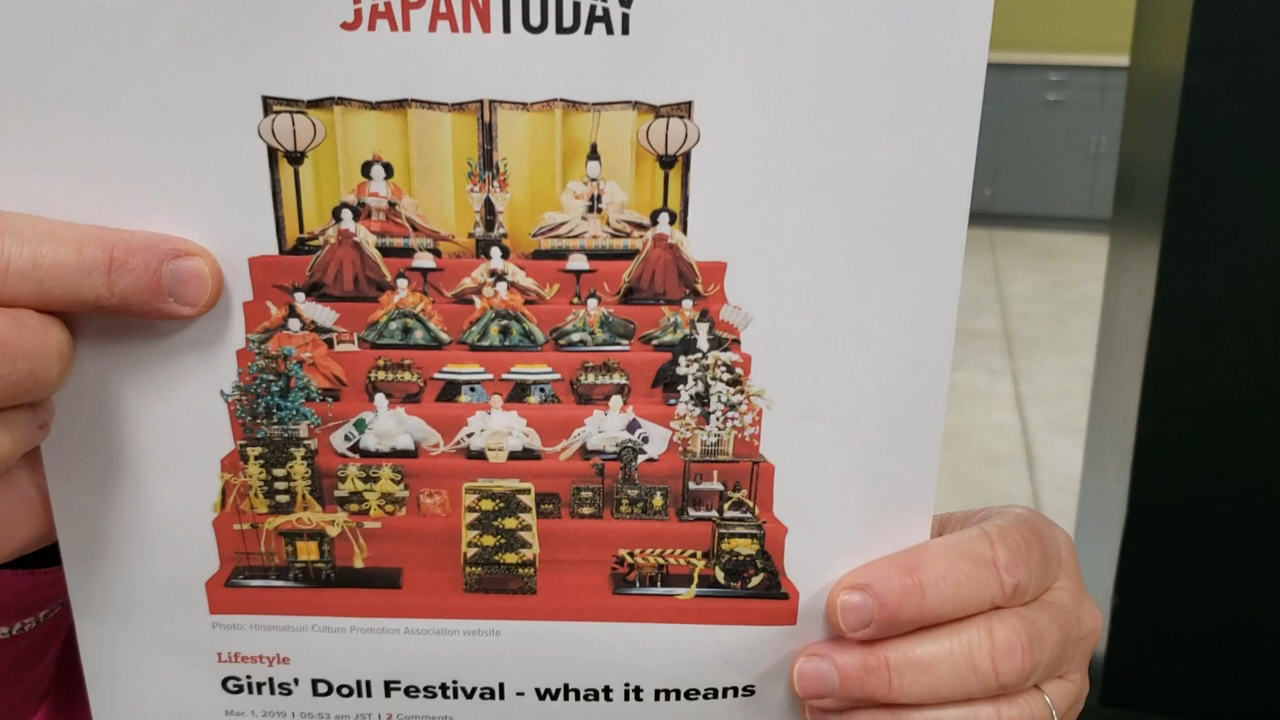 JAPANTODAY
Photo: Hinamatsuri Culture Promotion Association website
Lifestyle
Girls' Doll Festival - what it means
Mar. 1, 2019 | 05:53 am JST | 2 Comments